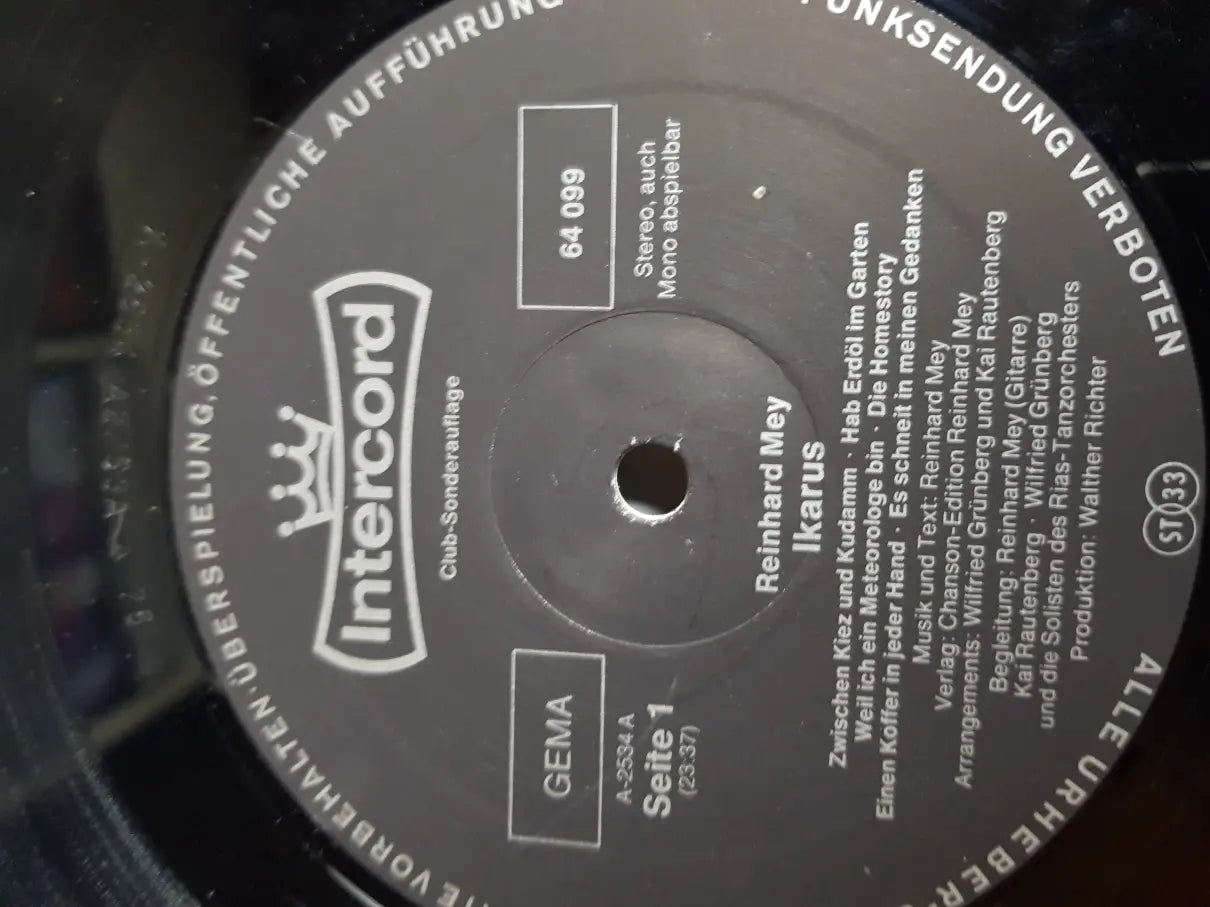 ALLE URHEBER-
HE VORBEHALTEN·ÜBERSPIELUNG, ÖFFENTLICHE AUFFÜHRUNG
UNKSENDUNG VERBOTEN
Intercord
Club-Sonderauflage
GEMA
64 099
A-2534 A
Seite 1
(23:37)
Stereo, auch
Mono abspielbar
Reinhard Mey
Ikarus
Zwischen Kiez und Kudamm · Hab Erdöl im Garten
Weil ich ein Meteorologe bin · Die Homestory
Einen Koffer in jeder Hand · Es schneit in meinen Gedanken
Musik und Text: Reinhard Mey
Verlag: Chanson-Edition Reinhard Mey
Arrangements: Wilfried Grünberg und Kai Rautenberg
Begleitung: Reinhard Mey (Gitarre)
Kai Rautenberg · Wilfried Grünberg
und die Solisten des Rias-Tanzorchesters
Produktion: Walther Richter
ST 33